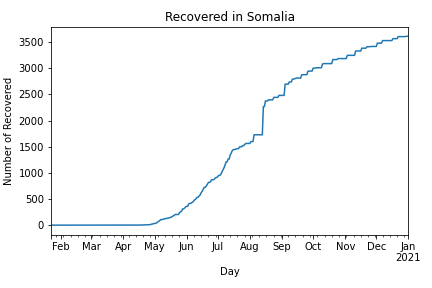 Recovered in Somalia
Number of Recovered
3500
3000
2500
2000
1500
1000
500
0
Feb Mar Apr May Jun Jul Aug Sep Oct Nov Dec Jan
2021
Day